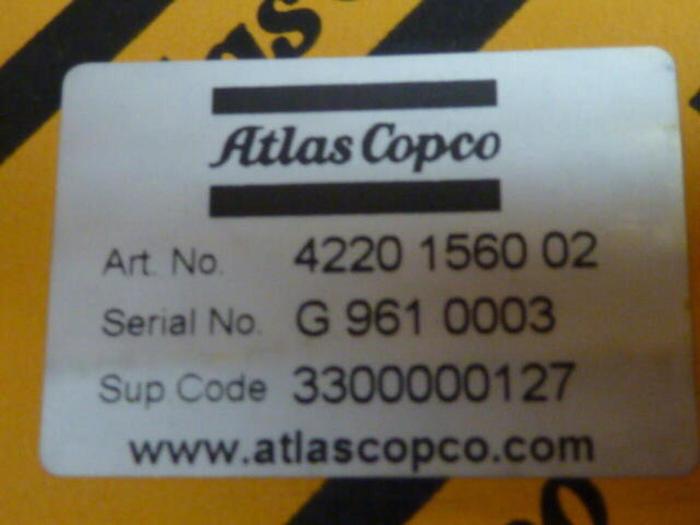 Atlas Copco
Art. No. 4220 1560 02
Serial No. G 961 0003
Sup Code 3300000127
www.atlascopco.com